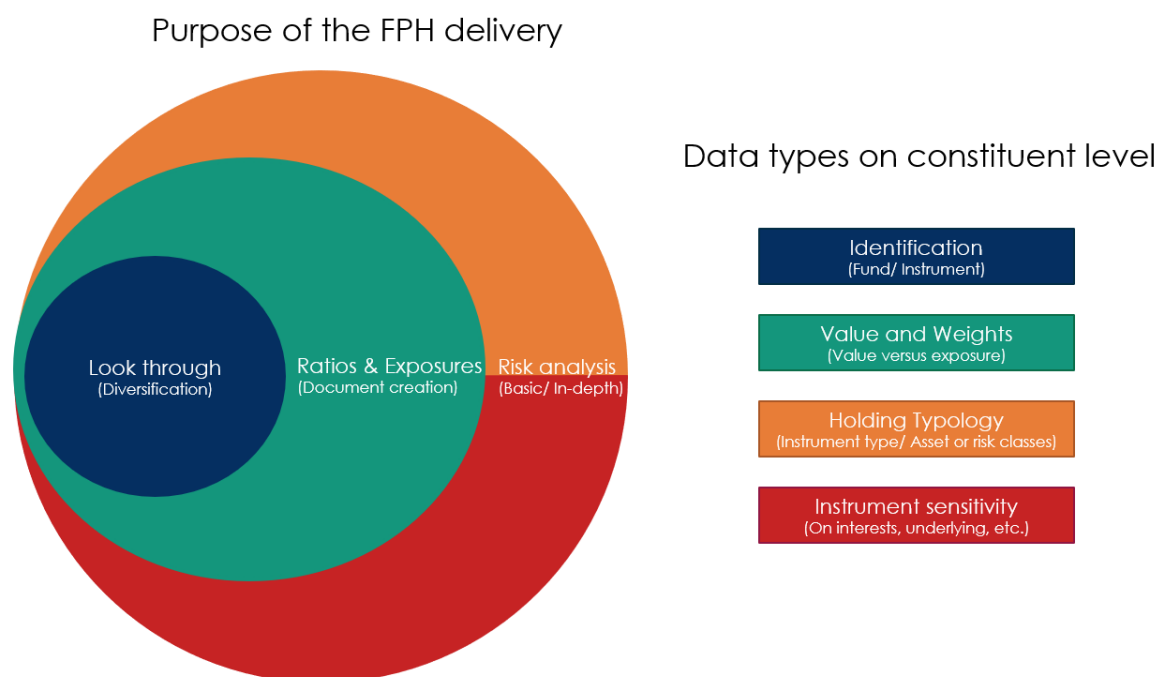 Purpose of the FPH delivery
Data types on constituent level
Look through
(Diversification)
Ratios & Exposures
(Document creation)
Risk analysis
(Basic/ In-depth)
Identification
(Fund/ Instrument)
Value and Weights
(Value versus exposure)
Holding Typology
(Instrument type/ Asset or risk classes)
Instrument sensitivity
(On interests, underlying, etc.)